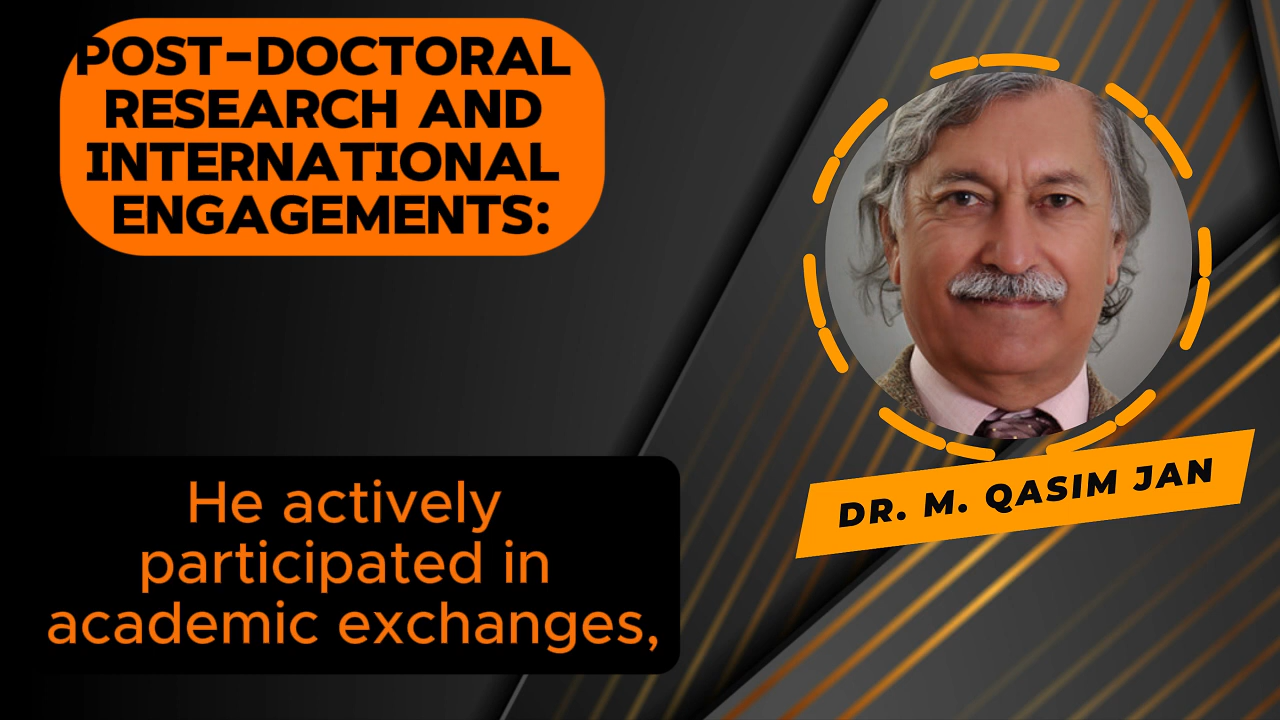 POST-DOCTORAL
RESEARCH AND
INTERNATIONAL
ENGAGEMENTS:
DR. M. QASIM JAN
He actively
participated in
academic exchanges,